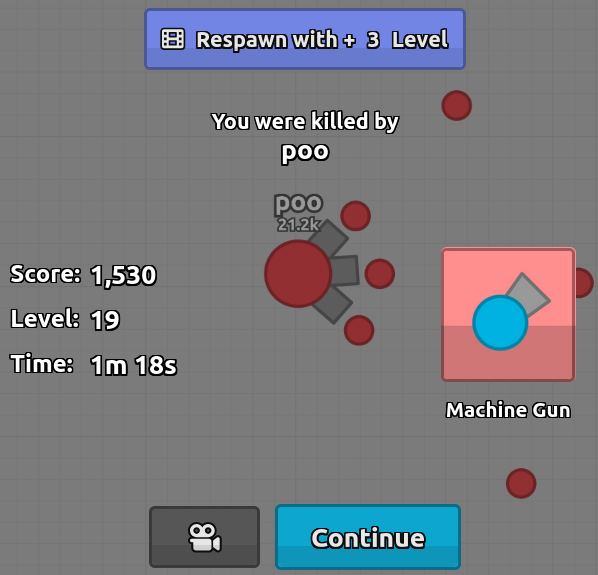 Respawn with + 3 Level
You were killed by
poo
poo
21.2k
Score: 1,530
Level: 19
Time: 1m 18s
Machine Gun
Continue